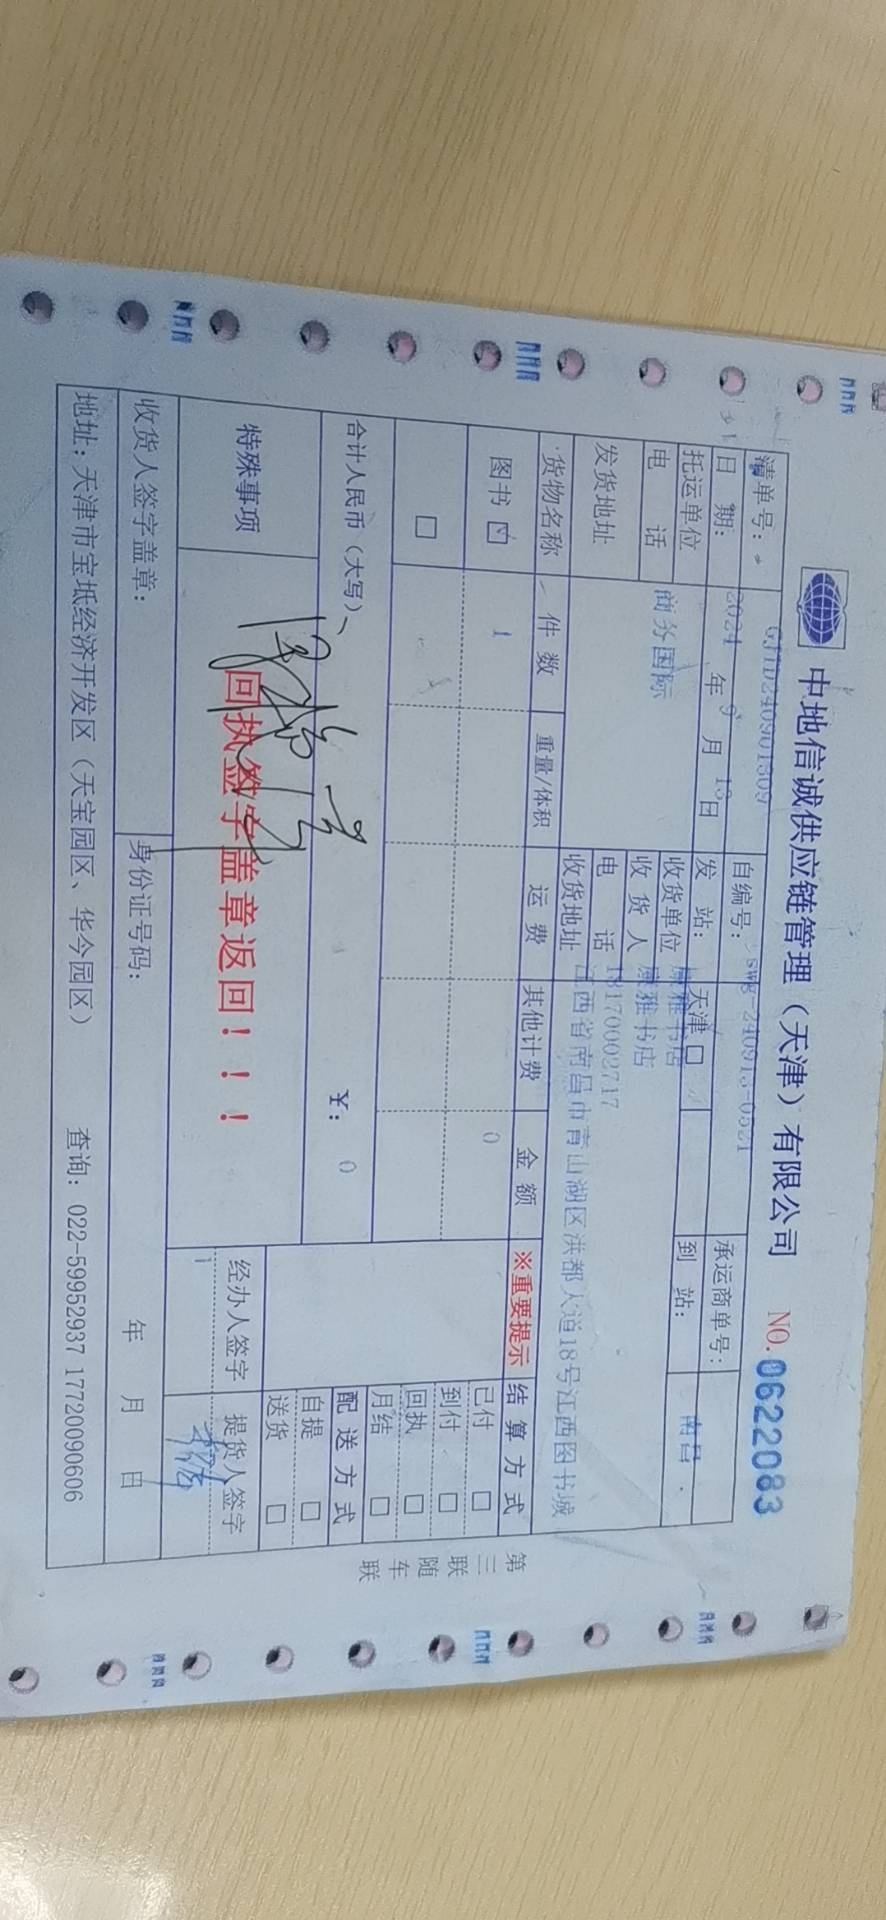 中地信诚供应链管理（天津）有限公司 NO.0622083
清单号： 自编号：swg-240913-0521 承运商单号：
日 期： 2024 年 9 月 13 日 发 站： 天津 □ 到 站： 南昌
托运单位 商务国际 收货单位 雅书店
电 话 收 货 人 雅书店
发货地址 电 话 18170002717
收货地址 江西省南昌市青山湖区洪都大道18号江西图书城
货物名称 件 数 重量/体积 运 费 其他计费 金 额 ※重要提示 结 算 方 式
图书 1 0 已付 □
□ 到付 □
回执 □
月结 □
合计人民币（大写）、 ¥： 0 配 送 方 式
特殊事项 回执签字盖章返回！！！ 自提 □
送货 □
经办人签字 提货人签字
收货人签字盖章： 身份证号码： 年 月 日
地址：天津市宝坻经济开发区（天宝园区、华今园区） 查询：022-59952937 17720090606
第三联 随车联